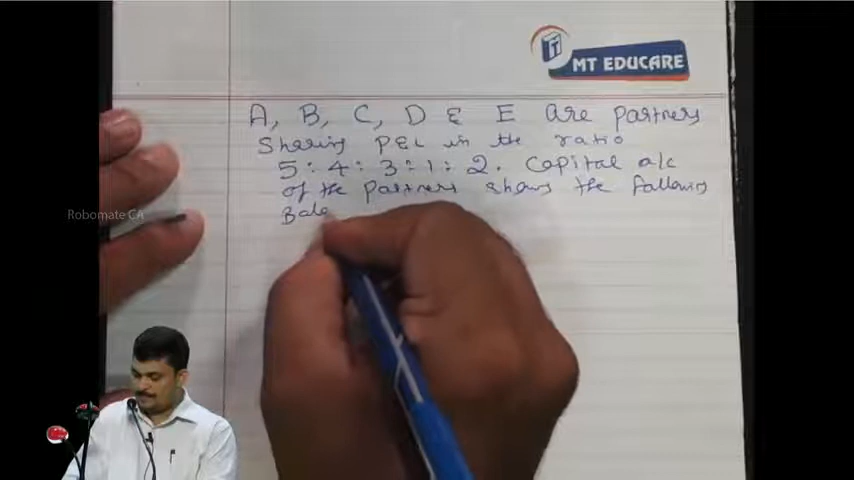 MT EDUCARE
A, B, C, D & E are partners
sharing P&L in the ratio
5:4:3:1:2. Capital a/c
of the partners shows the following
Bala
Robomate CA